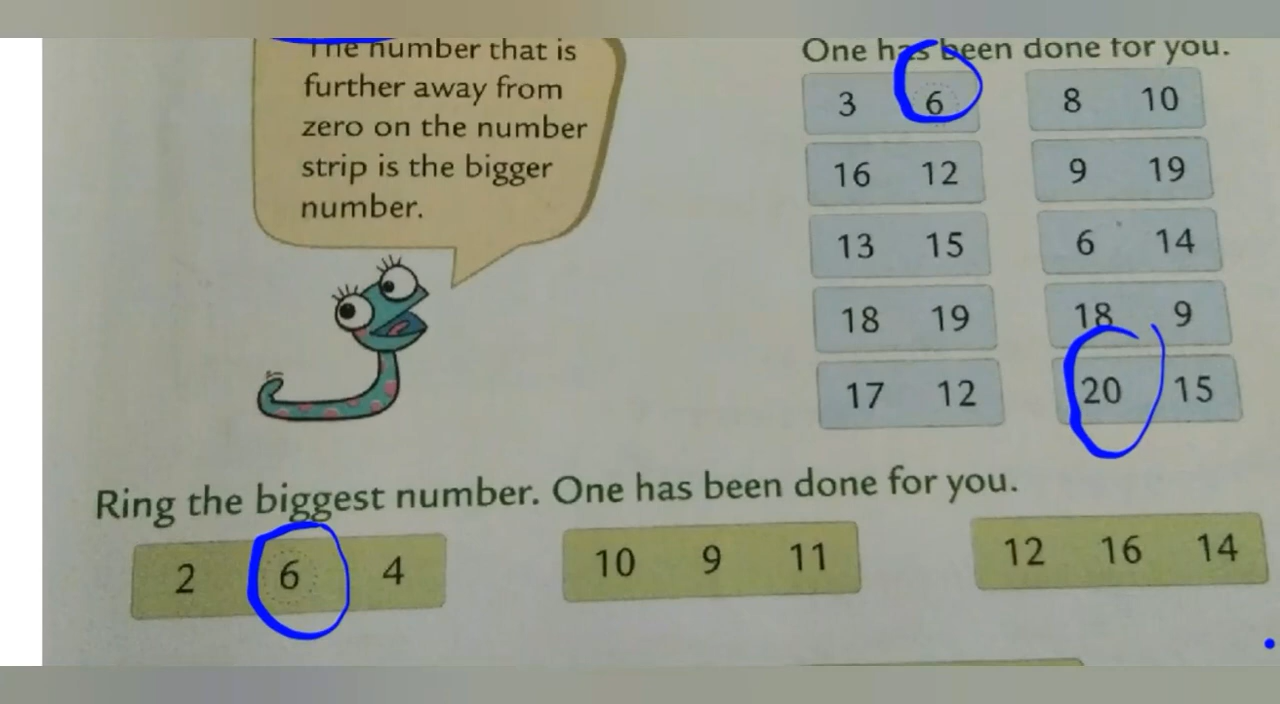 The number that is
further away from
zero on the number
strip is the bigger
number.
One has been done for you.
3 6
8 10
16 12
9 19
13 15
6 14
18 19
18 9
17 12
20 15
Ring the biggest number. One has been done for you.
2 6 4
10 9 11
12 16 14